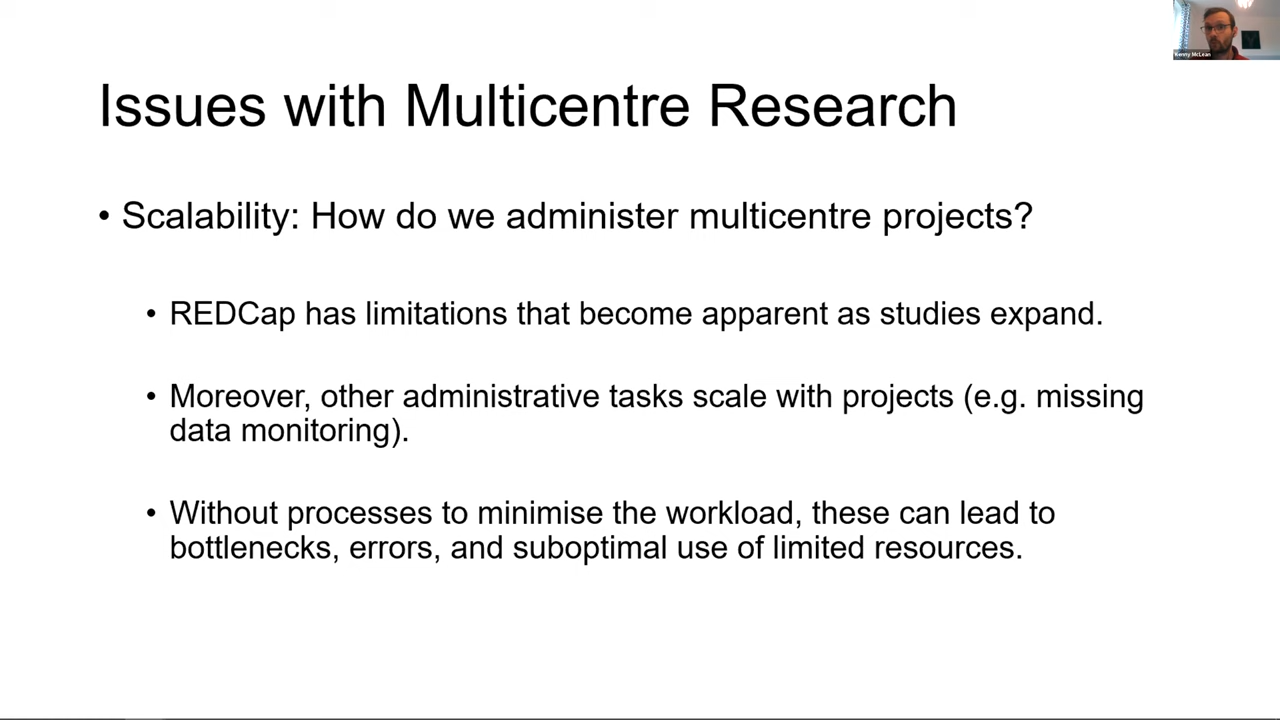 Kenny McLean
Issues with Multicentre Research
• Scalability: How do we administer multicentre projects?
• REDCap has limitations that become apparent as studies expand.
• Moreover, other administrative tasks scale with projects (e.g. missing
data monitoring).
• Without processes to minimise the workload, these can lead to
bottlenecks, errors, and suboptimal use of limited resources.